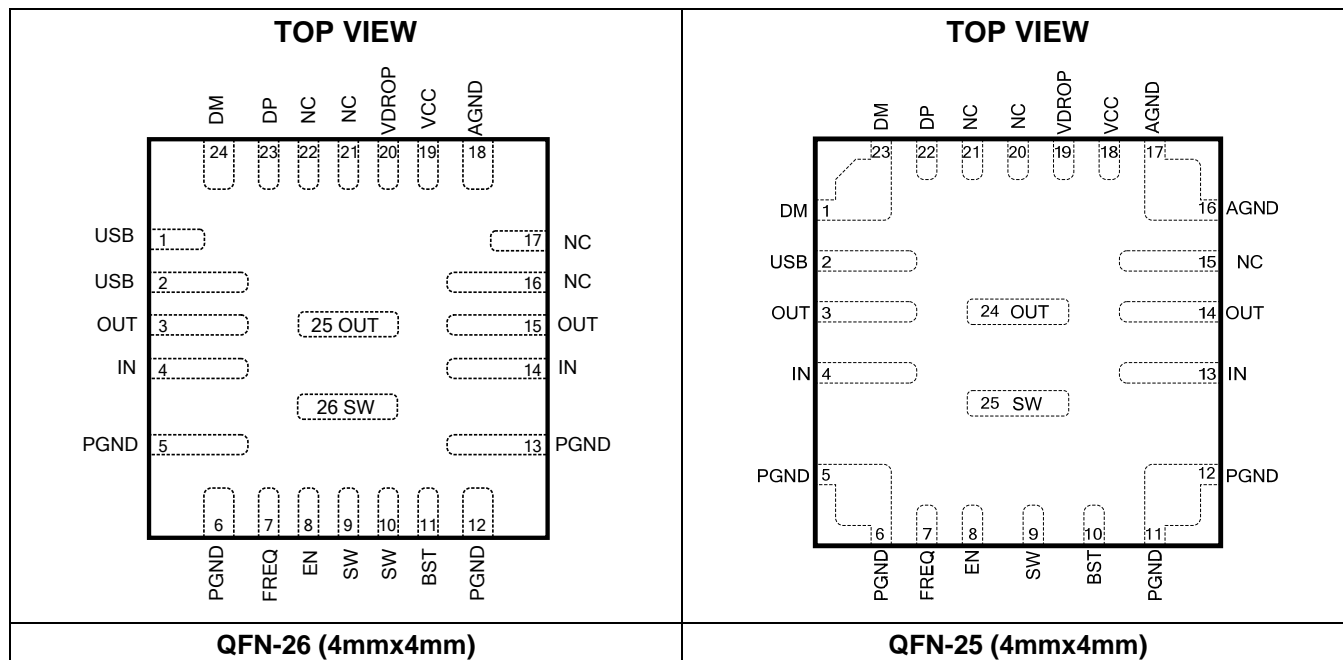 TOP VIEW
DM DP NC NC VDROP VCC AGND
24 23 22 21 20 19 18
USB 1 17 NC
USB 2 16 NC
OUT 3 25 OUT 15 OUT
IN 4 14 IN
26 SW
PGND 5 13 PGND
6 7 8 9 10 11 12
PGND FREQ EN SW SW BST PGND
QFN-26 (4mmx4mm)
TOP VIEW
DM DP NC NC VDROP VCC AGND
23 22 21 20 19 18 17
DM 1 16 AGND
USB 2 15 NC
OUT 3 24 OUT 14 OUT
IN 4 13 IN
25 SW
PGND 5 12 PGND
6 7 8 9 10 11
PGND FREQ EN SW BST PGND
QFN-25 (4mmx4mm)